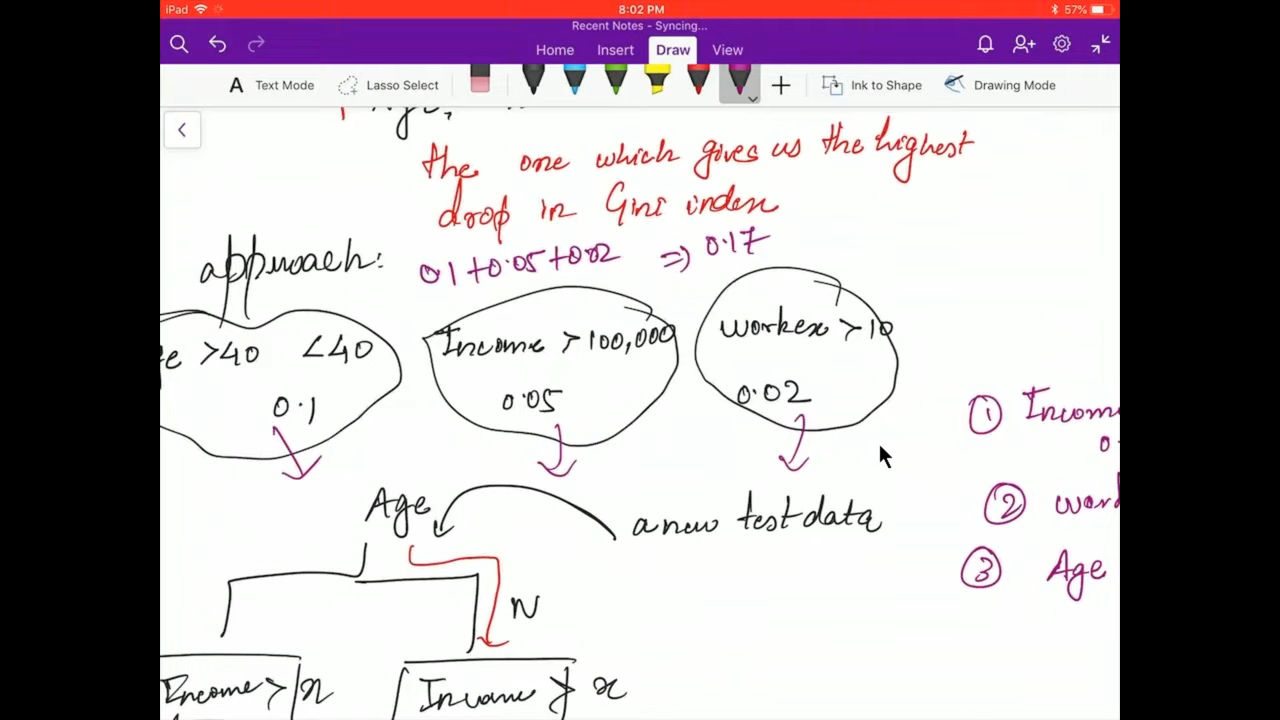 iPad 8:02 PM 57%
Recent Notes - Syncing...
Home Insert Draw View
A Text Mode Lasso Select Ink to Shape Drawing Mode
the one which gives us the highest
drop in Gini index
approach:
0.1+0.05+0.02 => 0.17
>40 <40
0.1
Income > 100,000
0.05
workex > 10
0.02
① Incom
② wor
③ Age
Age
a new test data
N
Income > x
Income > x